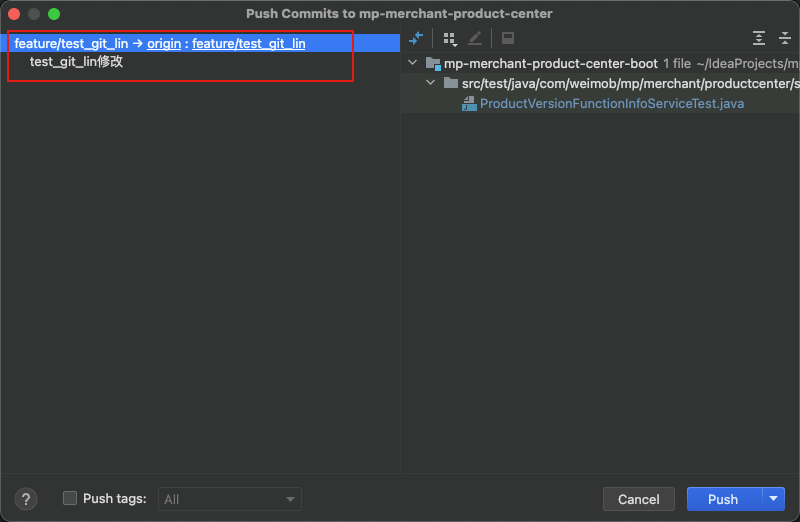 Push Commits to mp-merchant-product-center
feature/test_git_lin → origin : feature/test_git_lin
test_git_lin修改
mp-merchant-product-center-boot 1 file ~/IdeaProjects/mp
src/test/java/com/weimob/mp/merchant/productcenter/s
ProductVersionFunctionInfoServiceTest.java
? Push tags: All Cancel Push